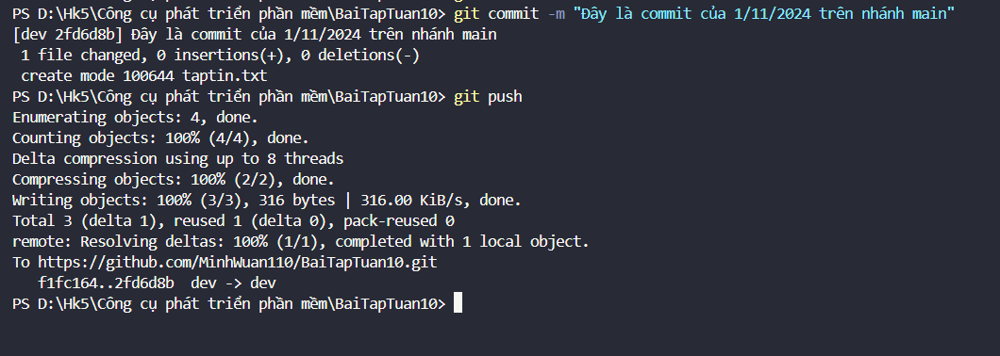 PS D:\Hk5\Công cụ phát triển phần mềm\BaiTapTuan10> git commit -m "Đây là commit của 1/11/2024 trên nhánh main"
[dev 2fd6d8b] Đây là commit của 1/11/2024 trên nhánh main
 1 file changed, 0 insertions(+), 0 deletions(-)
 create mode 100644 taptin.txt
PS D:\Hk5\Công cụ phát triển phần mềm\BaiTapTuan10> git push
Enumerating objects: 4, done.
Counting objects: 100% (4/4), done.
Delta compression using up to 8 threads
Compressing objects: 100% (2/2), done.
Writing objects: 100% (3/3), 316 bytes | 316.00 KiB/s, done.
Total 3 (delta 1), reused 1 (delta 0), pack-reused 0
remote: Resolving deltas: 100% (1/1), completed with 1 local object.
To https://github.com/MinhWuan110/BaiTapTuan10.git
   f1fc164..2fd6d8b  dev -> dev
PS D:\Hk5\Công cụ phát triển phần mềm\BaiTapTuan10>